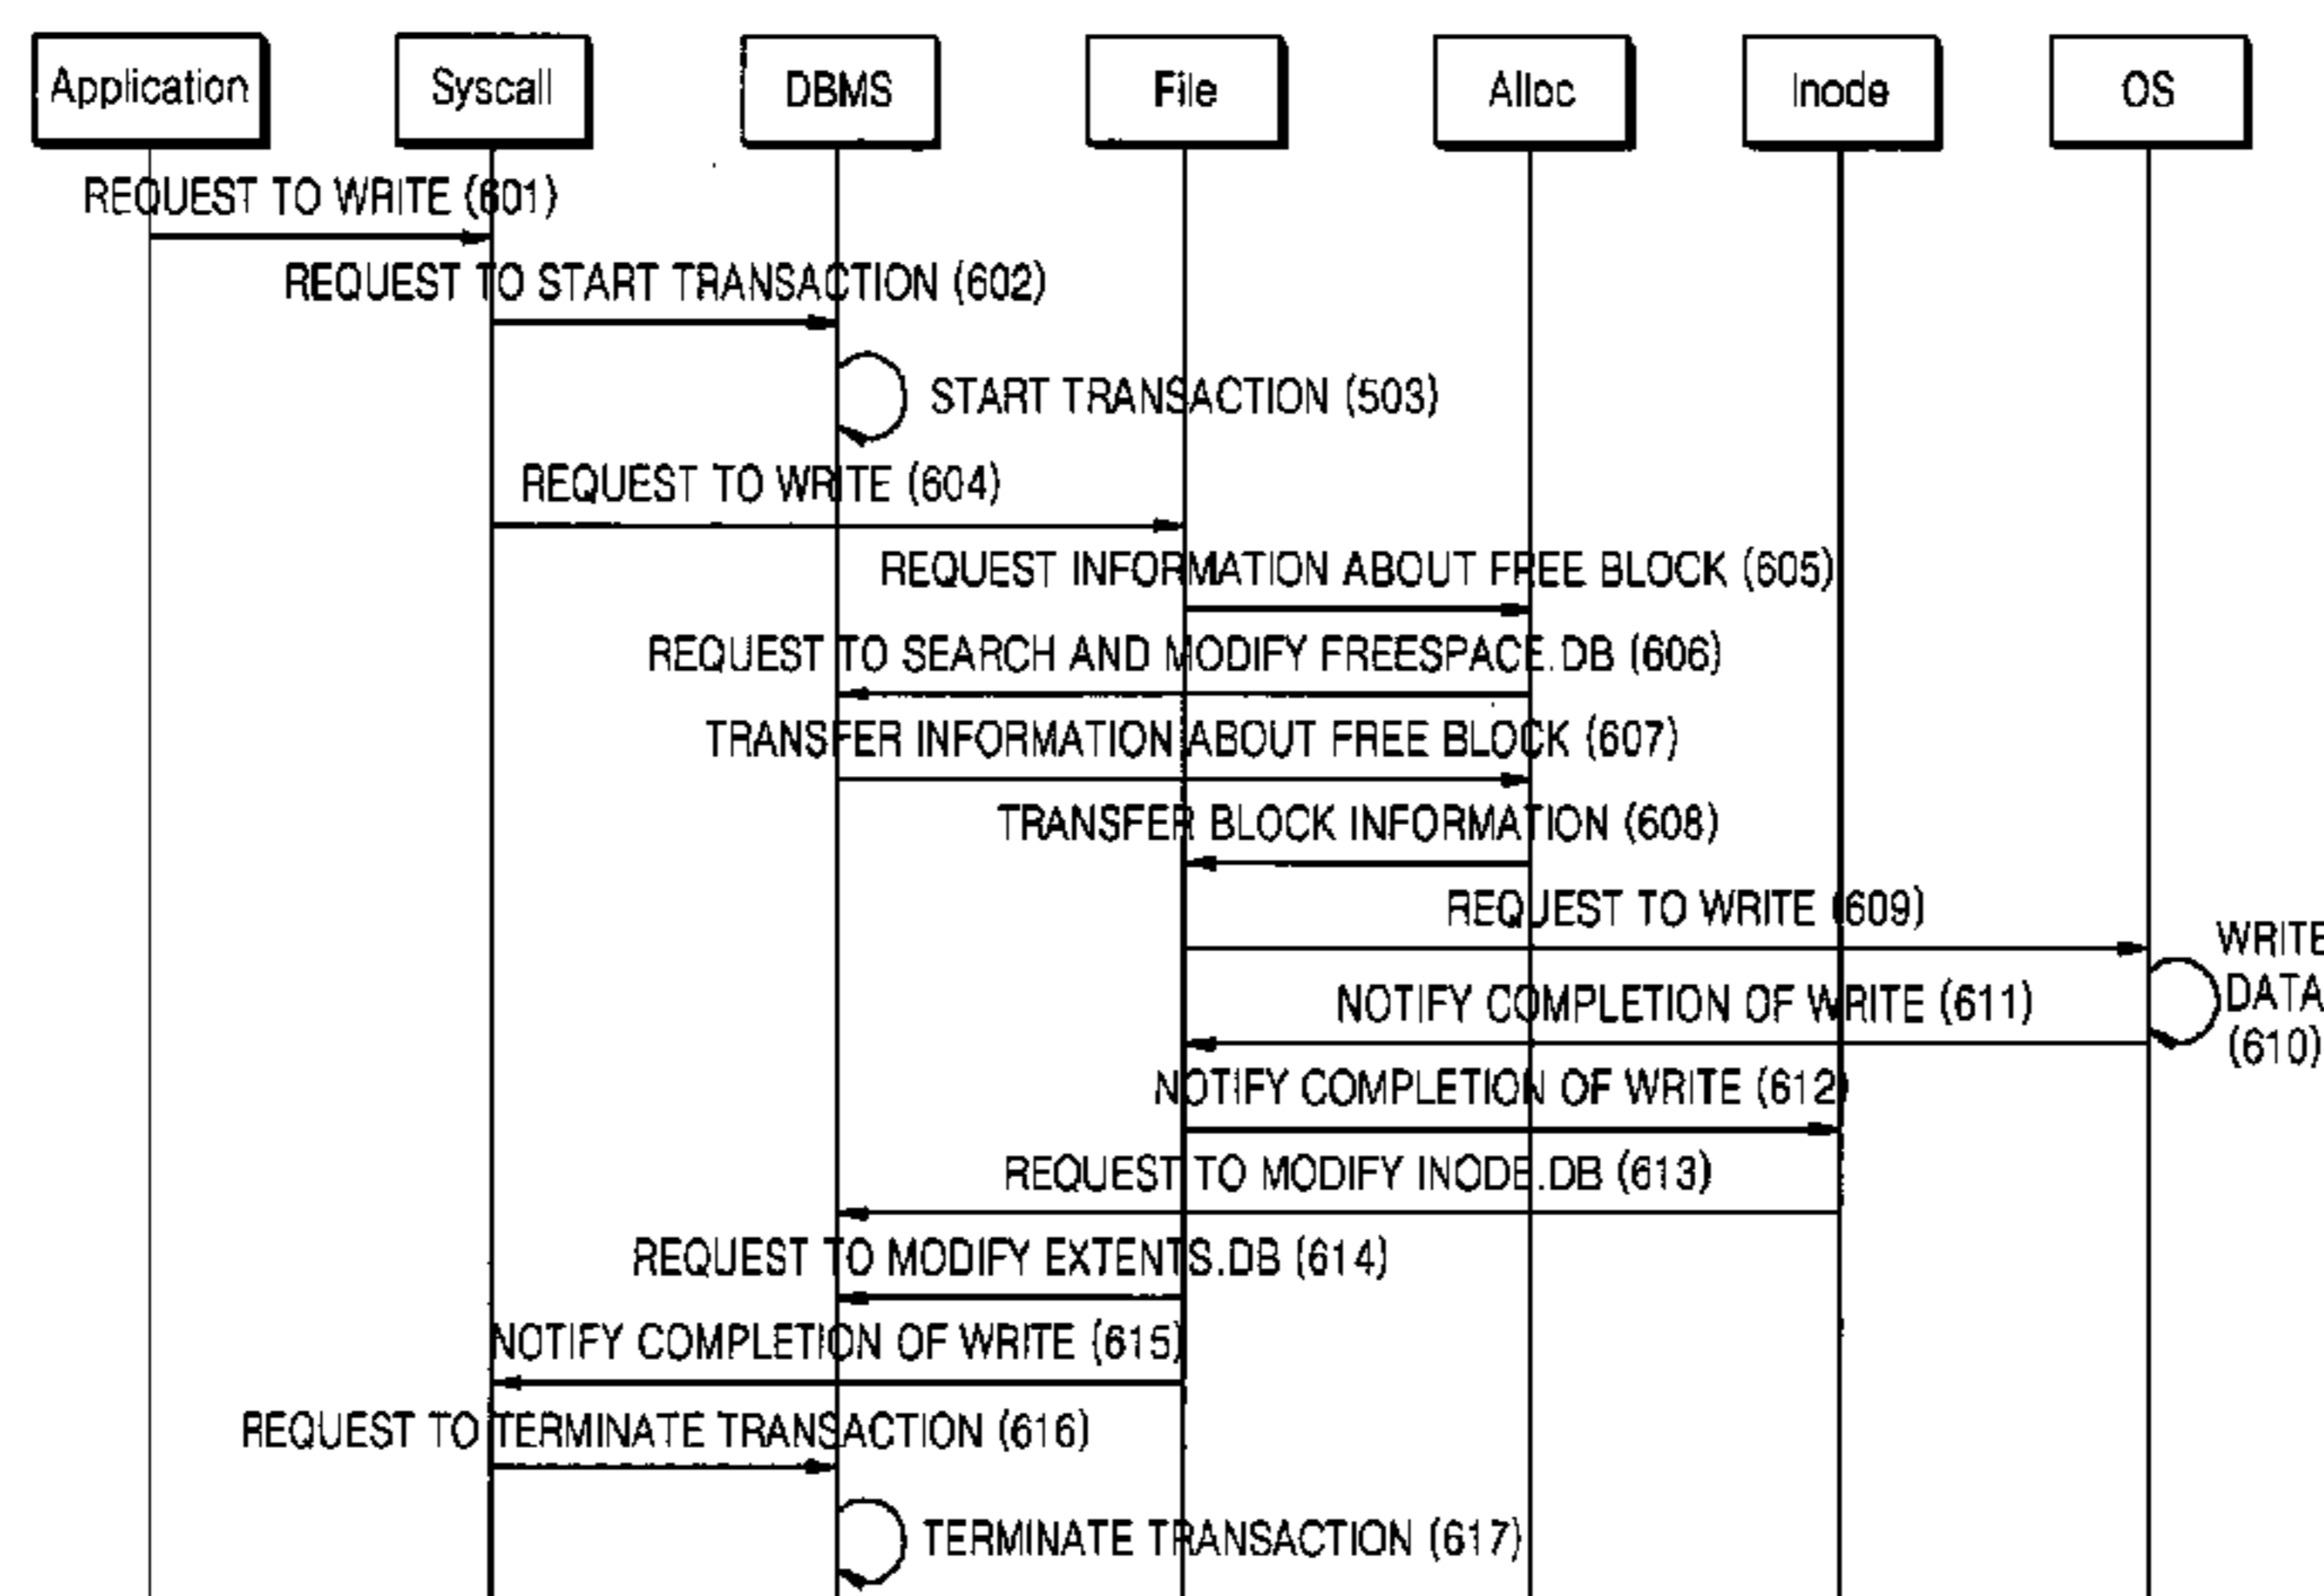 Application
Syscall
DBMS
File
Alloc
Inode
OS
REQUEST TO WRITE (601)
REQUEST TO START TRANSACTION (602)
START TRANSACTION (503)
REQUEST TO WRITE (604)
REQUEST INFORMATION ABOUT FREE BLOCK (605)
REQUEST TO SEARCH AND MODIFY FREESPACE.DB (606)
TRANSFER INFORMATION ABOUT FREE BLOCK (607)
TRANSFER BLOCK INFORMATION (608)
REQUEST TO WRITE (609)
WRITE
DATA
(610)
NOTIFY COMPLETION OF WRITE (611)
NOTIFY COMPLETION OF WRITE (612)
REQUEST TO MODIFY INODE.DB (613)
REQUEST TO MODIFY EXTENTS.DB (614)
NOTIFY COMPLETION OF WRITE (615)
REQUEST TO TERMINATE TRANSACTION (616)
TERMINATE TRANSACTION (617)